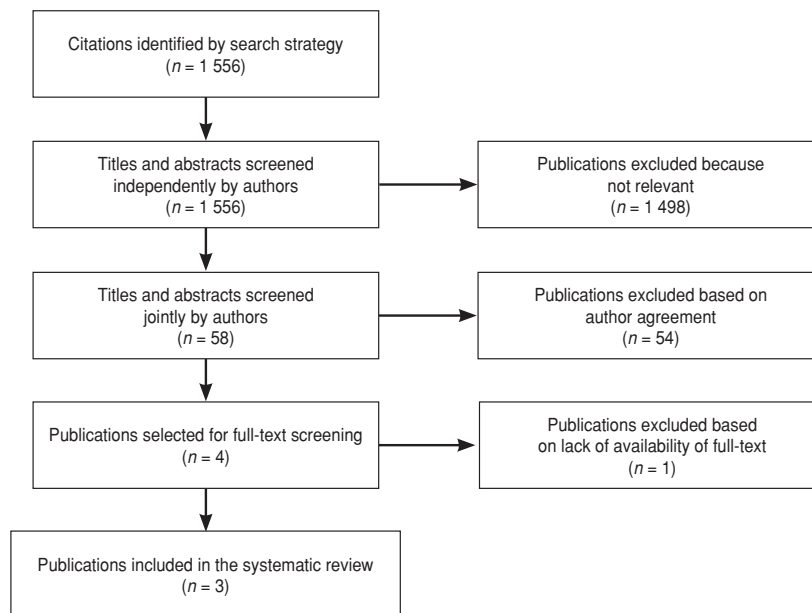 Citations identified by search strategy
(n = 1 556)
Titles and abstracts screened
independently by authors
(n = 1 556)
Publications excluded because
not relevant
(n = 1 498)
Titles and abstracts screened
jointly by authors
(n = 58)
Publications excluded based on
author agreement
(n = 54)
Publications selected for full-text screening
(n = 4)
Publications excluded based
on lack of availability of full-text
(n = 1)
Publications included in the systematic review
(n = 3)